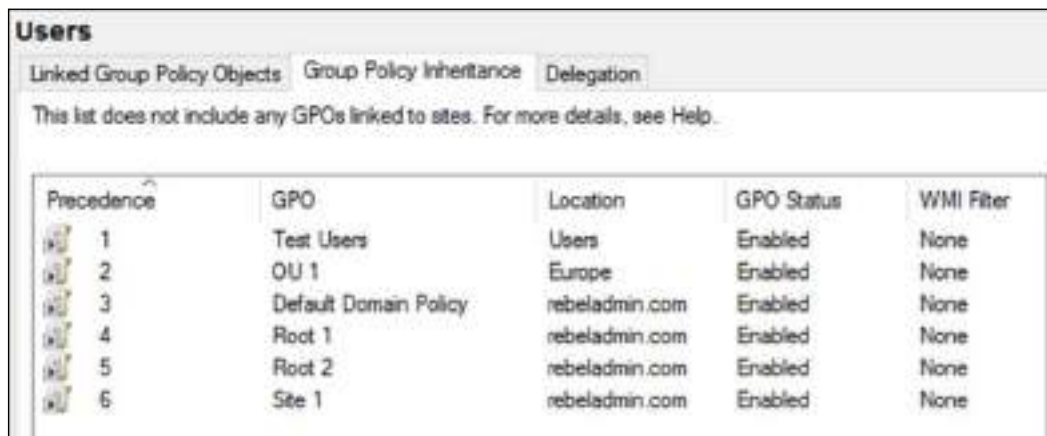 Users
Linked Group Policy Objects Group Policy Inheritance Delegation
This list does not include any GPOs linked to sites. For more details, see Help.
Precedence GPO Location GPO Status WMI Filter
1 Test Users Users Enabled None
2 OU 1 Europe Enabled None
3 Default Domain Policy rebeladmin.com Enabled None
4 Root 1 rebeladmin.com Enabled None
5 Root 2 rebeladmin.com Enabled None
6 Site 1 rebeladmin.com Enabled None